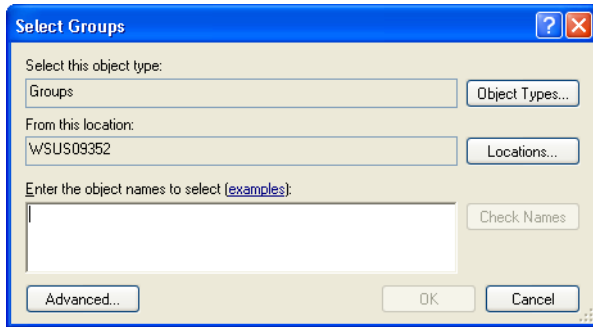 Select Groups
Select this object type:
Groups
Object Types...
From this location:
WSUS09352
Locations...
Enter the object names to select (examples):
Check Names
Advanced...
OK
Cancel